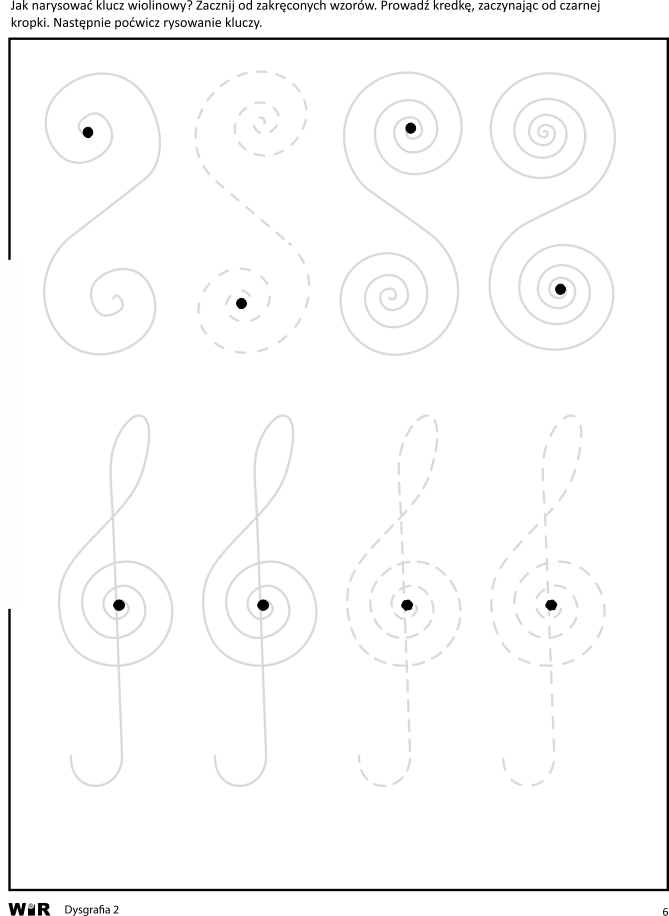 Jak narysować klucz wiolinowy? Zacznij od zakręconych wzorów. Prowadź kredkę, zaczynając od czarnej
kropki. Następnie poćwicz rysowanie kluczy.
WiR Dysgrafia 2
6